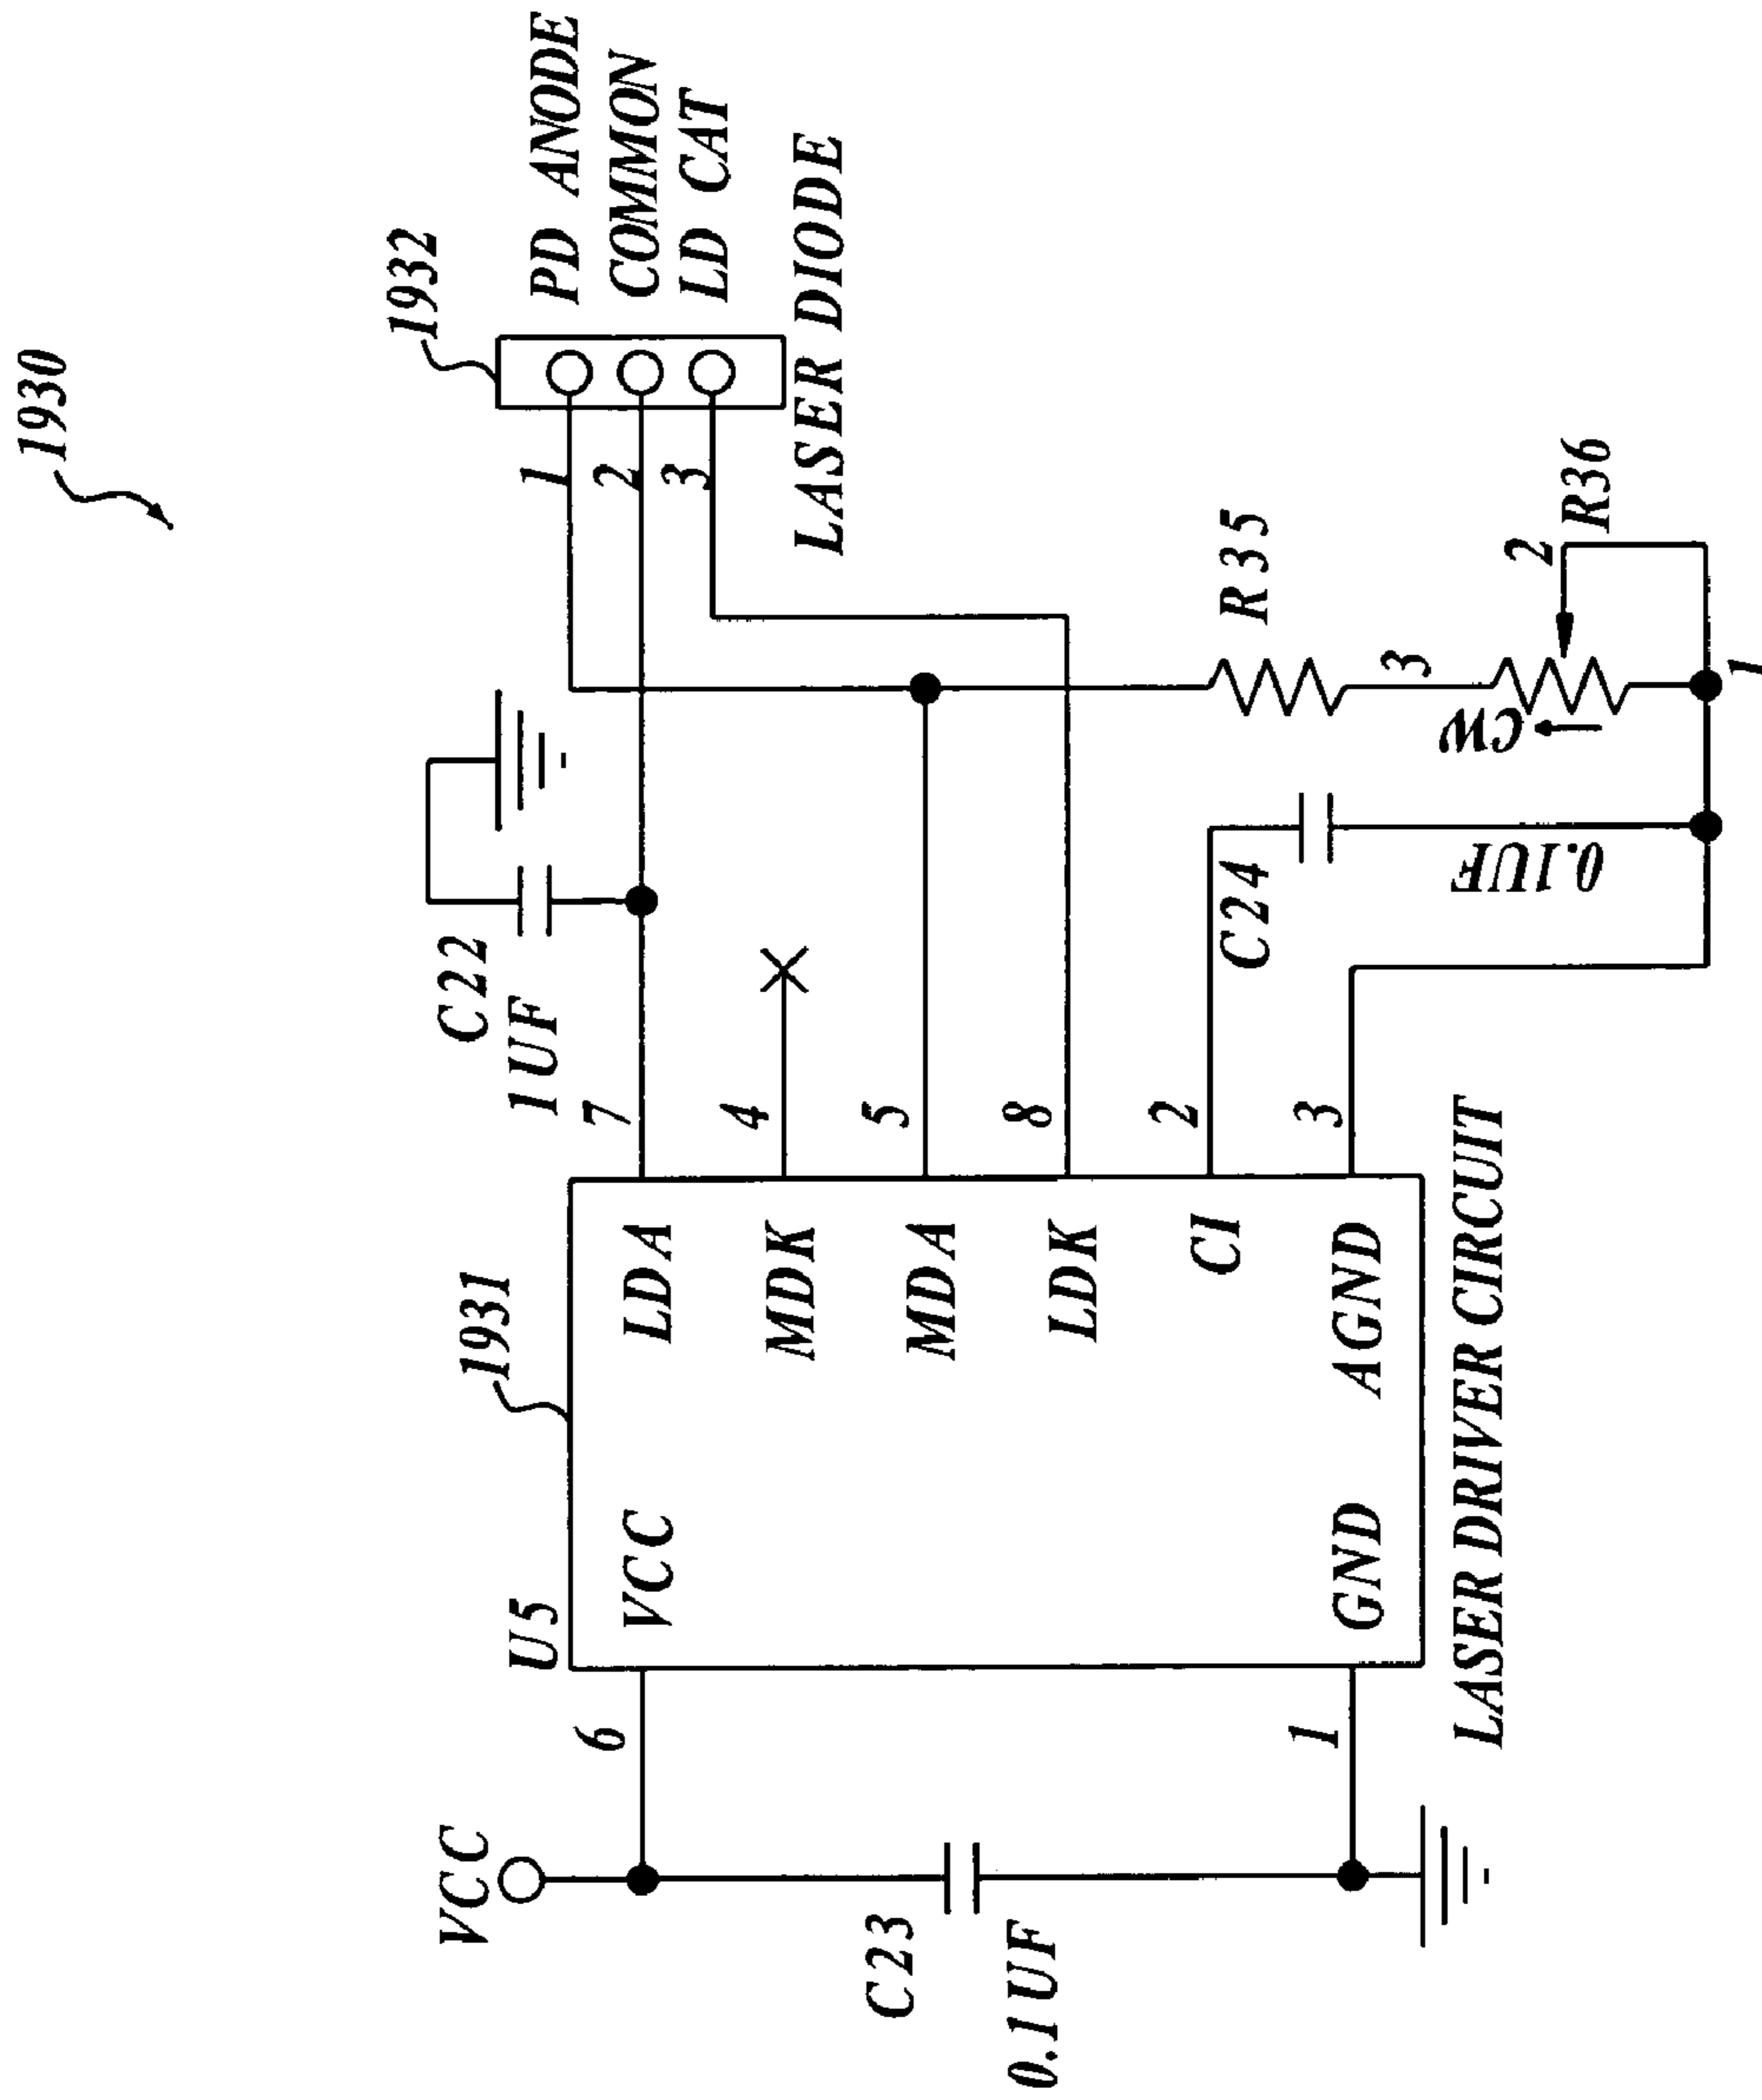 1930
1932
PD ANODE
COMMON
LD CAT
LASER DIODE
1
2
3
C22
1UF
7
4
5
8
2
3
R35
3
CW
2
R36
1
C24
0.1UF
1931
U5
VCC
LDA
MDK
MDA
LDK
CI
GND
AGND
LASER DRIVER CIRCUIT
6
1
VCC
C23
0.1UF